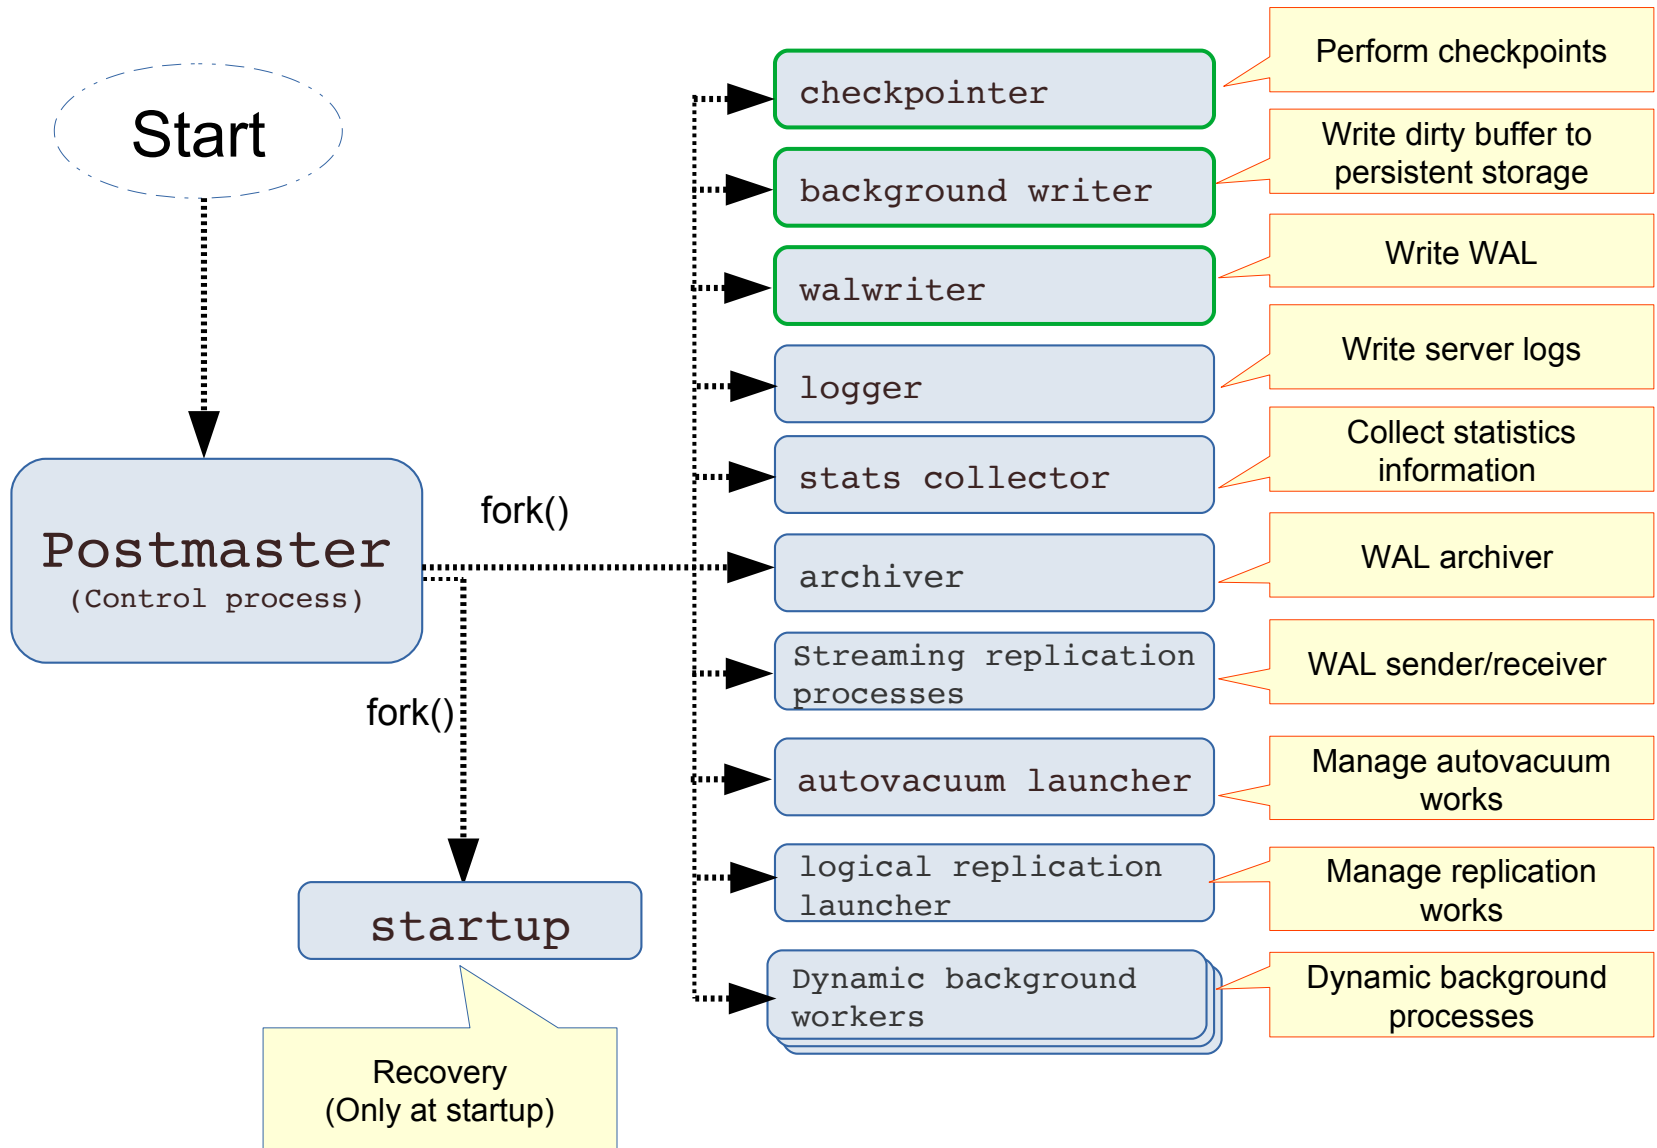 Start
Postmaster
(Control process)
fork()
fork()
startup
Recovery
(Only at startup)
checkpointer
Perform checkpoints
background writer
Write dirty buffer to
persistent storage
walwriter
Write WAL
logger
Write server logs
stats collector
Collect statistics
information
archiver
WAL archiver
Streaming replication
processes
WAL sender/receiver
autovacuum launcher
Manage autovacuum
works
logical replication
launcher
Manage replication
works
Dynamic background
workers
Dynamic background
processes